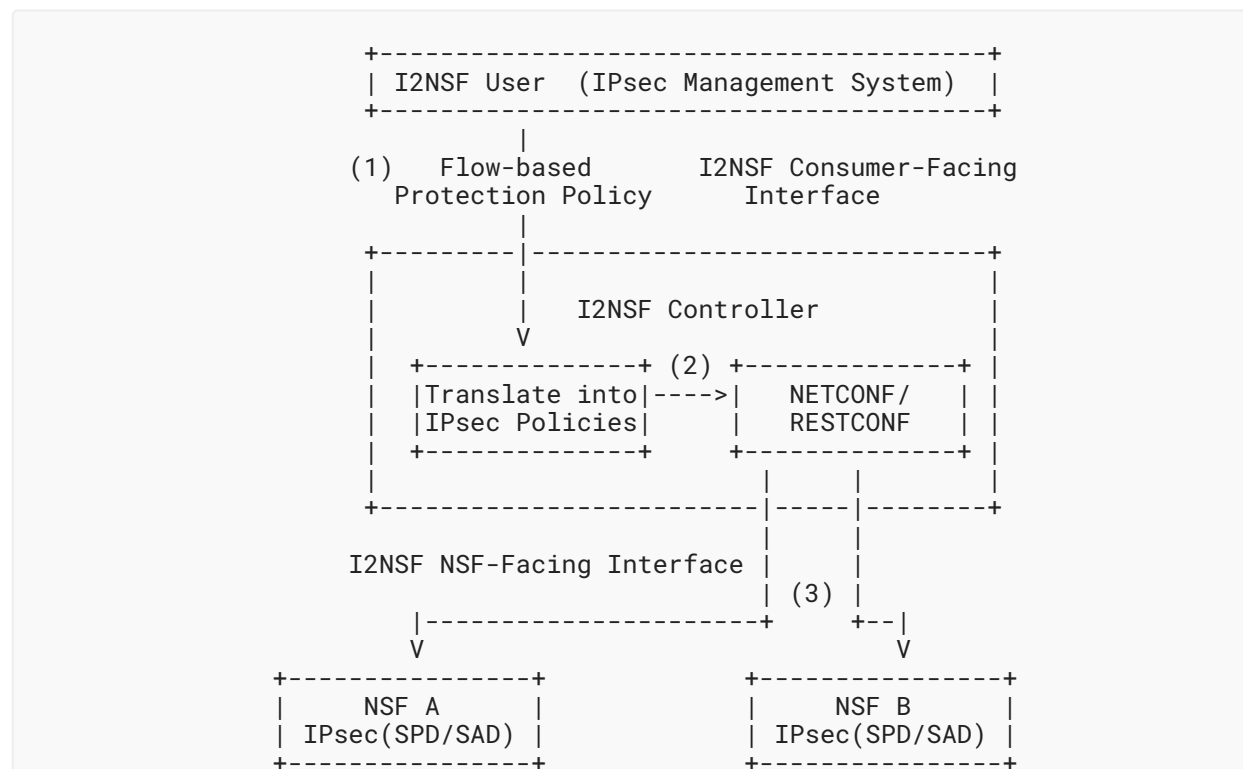 +-----------------------------------------+
| I2NSF User  (IPsec Management System)  |
+-----------------------------------------+
|
(1)   Flow-based       I2NSF Consumer-Facing
Protection Policy      Interface
|
+---------|------------------------------+
|         |                              |
|         |   I2NSF Controller           |
|         V                              |
|  +---------------+ (2) +--------------+ |
|  |Translate into|---->|   NETCONF/   | |
|  |IPsec Policies|     |   RESTCONF   | |
|  +---------------+     +--------------+ |
|                          |     |       |
+--------------------------|-----|--------+
|     |
I2NSF NSF-Facing Interface |     |
| (3) |
|----------------------+     +--|
V                               V
+----------------+             +----------------+
|     NSF A      |             |     NSF B      |
| IPsec(SPD/SAD) |             | IPsec(SPD/SAD) |
+----------------+             +----------------+